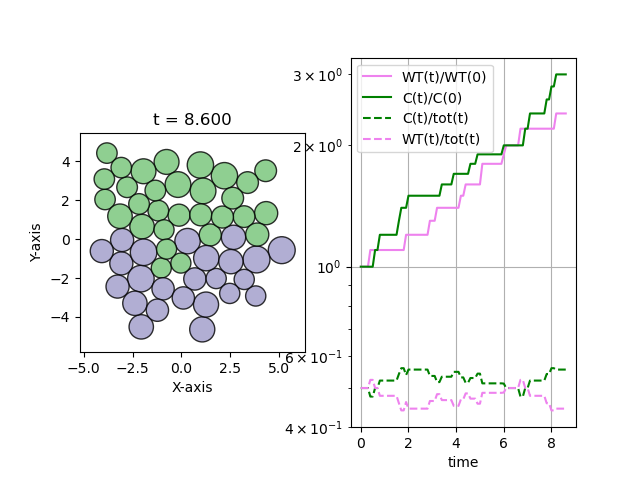 t = 8.600
Y-axis
4
2
0
−2
−4
−5.0
−2.5
0.0
2.5
5.0
X-axis
3 × 10⁰
2 × 10⁰
10⁰
6 × 10⁻¹
4 × 10⁻¹
WT(t)/WT(0)
C(t)/C(0)
C(t)/tot(t)
WT(t)/tot(t)
0
2
4
6
8
time